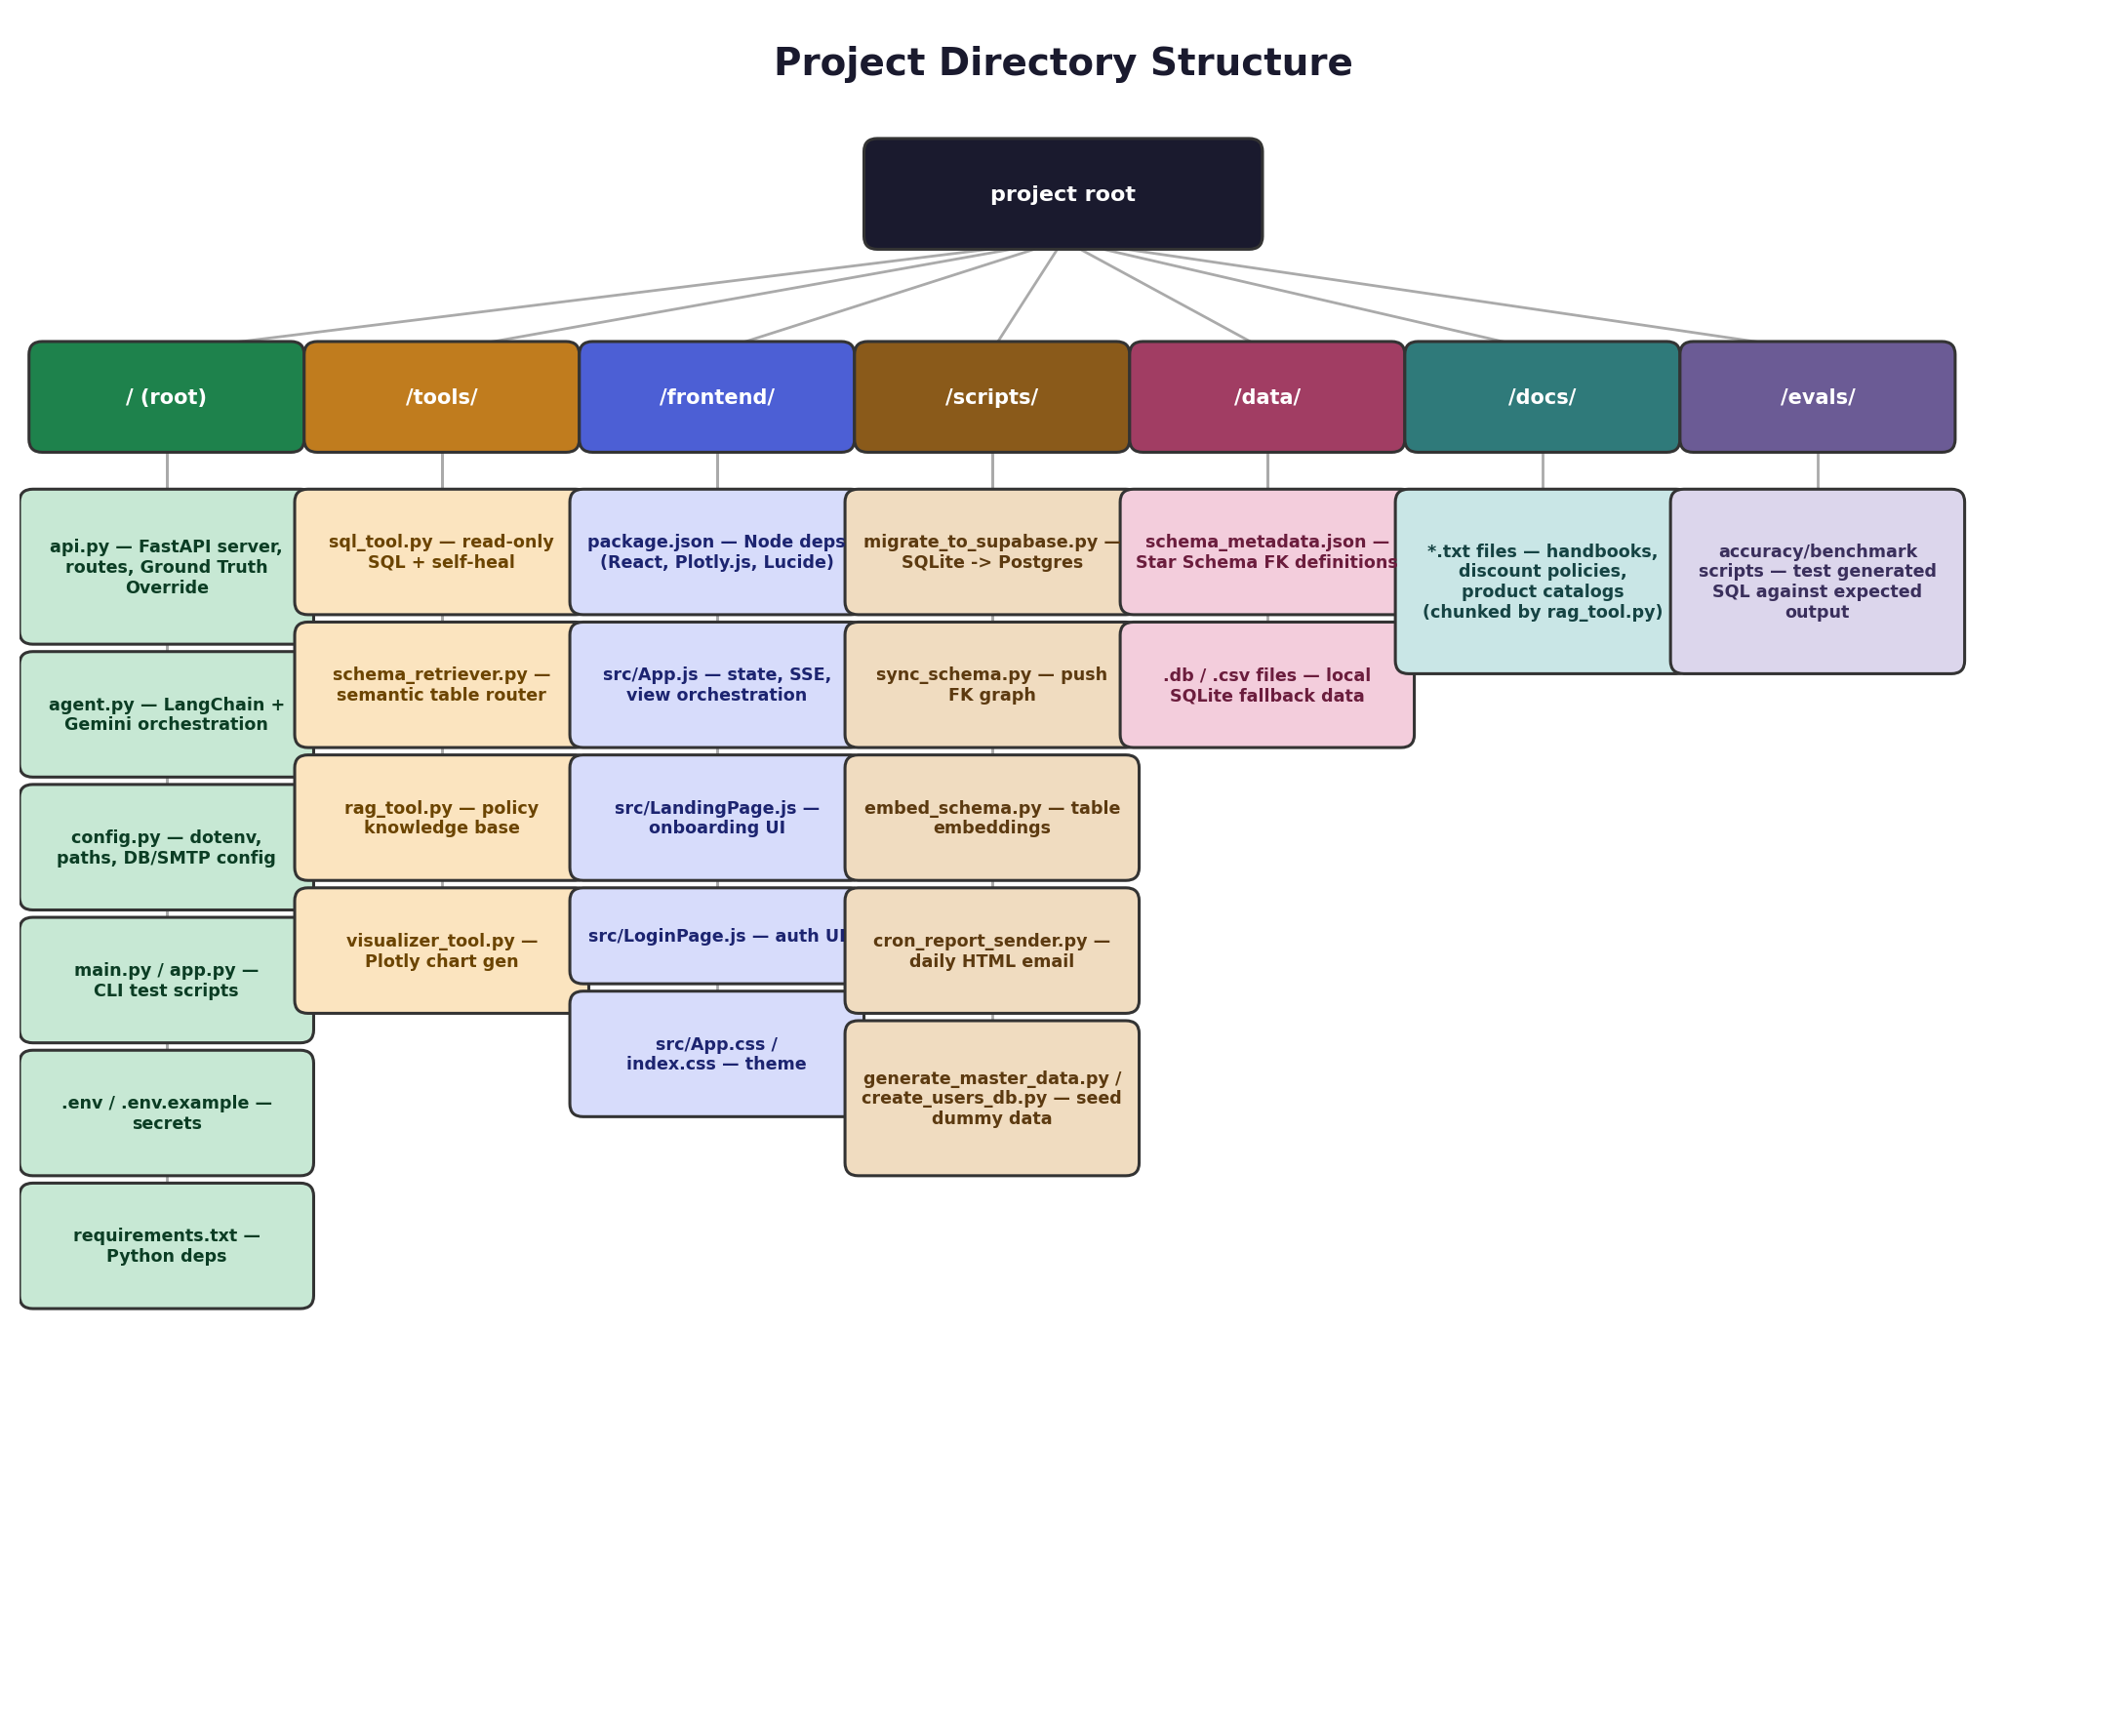 Project Directory Structure
project root
/ (root)
/tools/
/frontend/
/scripts/
/data/
/docs/
/evals/
api.py — FastAPI server,
routes, Ground Truth
Override
agent.py — LangChain +
Gemini orchestration
config.py — dotenv,
paths, DB/SMTP config
main.py / app.py —
CLI test scripts
.env / .env.example —
secrets
requirements.txt —
Python deps
sql_tool.py — read-only
SQL + self-heal
schema_retriever.py —
semantic table router
rag_tool.py — policy
knowledge base
visualizer_tool.py —
Plotly chart gen
package.json — Node deps
(React, Plotly.js, Lucide)
src/App.js — state, SSE,
view orchestration
src/LandingPage.js —
onboarding UI
src/LoginPage.js — auth UI
src/App.css /
index.css — theme
migrate_to_supabase.py —
SQLite -> Postgres
sync_schema.py — push
FK graph
embed_schema.py — table
embeddings
cron_report_sender.py —
daily HTML email
generate_master_data.py /
create_users_db.py — seed
dummy data
schema_metadata.json —
Star Schema FK definitions
.db / .csv files — local
SQLite fallback data
*.txt files — handbooks,
discount policies,
product catalogs
(chunked by rag_tool.py)
accuracy/benchmark
scripts — test generated
SQL against expected
output